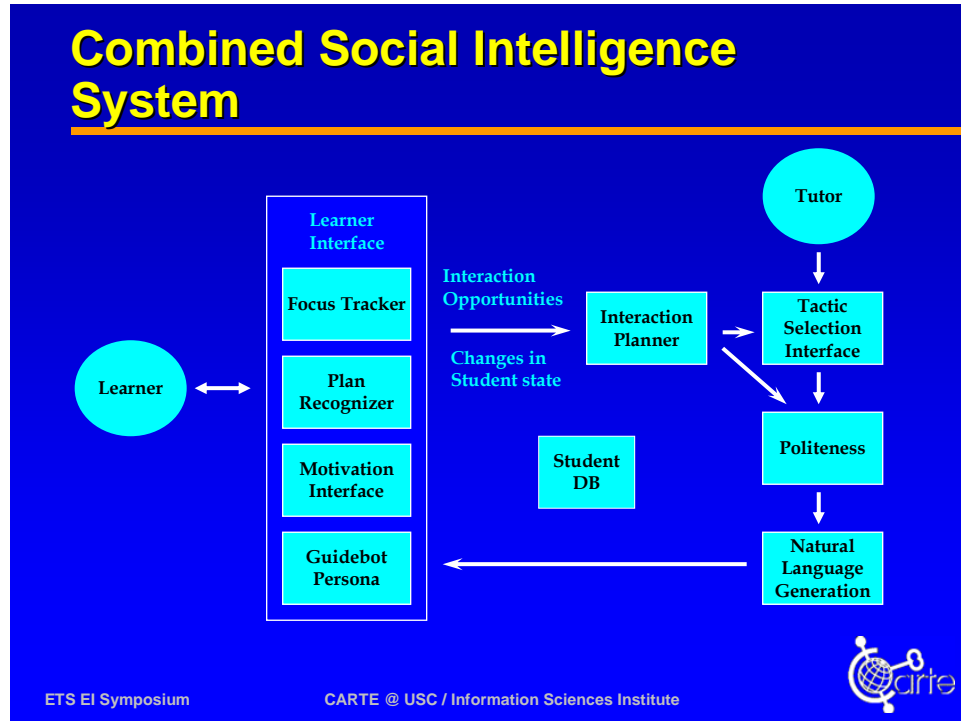 Combined Social Intelligence
System
Tutor
Learner
Interface
Focus Tracker
Interaction
Opportunities
Interaction
Planner
Tactic
Selection
Interface
Changes in
Student state
Learner
Plan
Recognizer
Politeness
Student
DB
Motivation
Interface
Guidebot
Persona
Natural
Language
Generation
ETS EI Symposium
CARTE @ USC / Information Sciences Institute
Carte